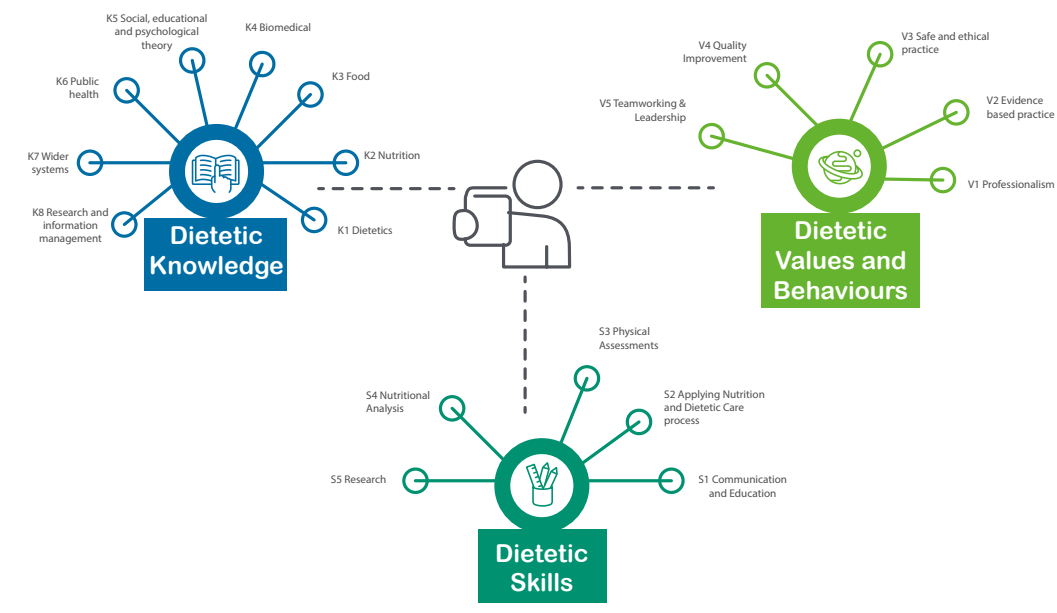 K5 Social, educational
and psychological
theory
K4 Biomedical
K6 Public
health
K3 Food
K7 Wider
systems
K2 Nutrition
K8 Research and
information
management
K1 Dietetics
Dietetic
Knowledge
V4 Quality
Improvement
V3 Safe and ethical
practice
V5 Teamworking &
Leadership
V2 Evidence
based practice
V1 Professionalism
Dietetic
Values and
Behaviours
S3 Physical
Assessments
S4 Nutritional
Analysis
S2 Applying Nutrition
and Dietetic Care
process
S5 Research
S1 Communication
and Education
Dietetic
Skills